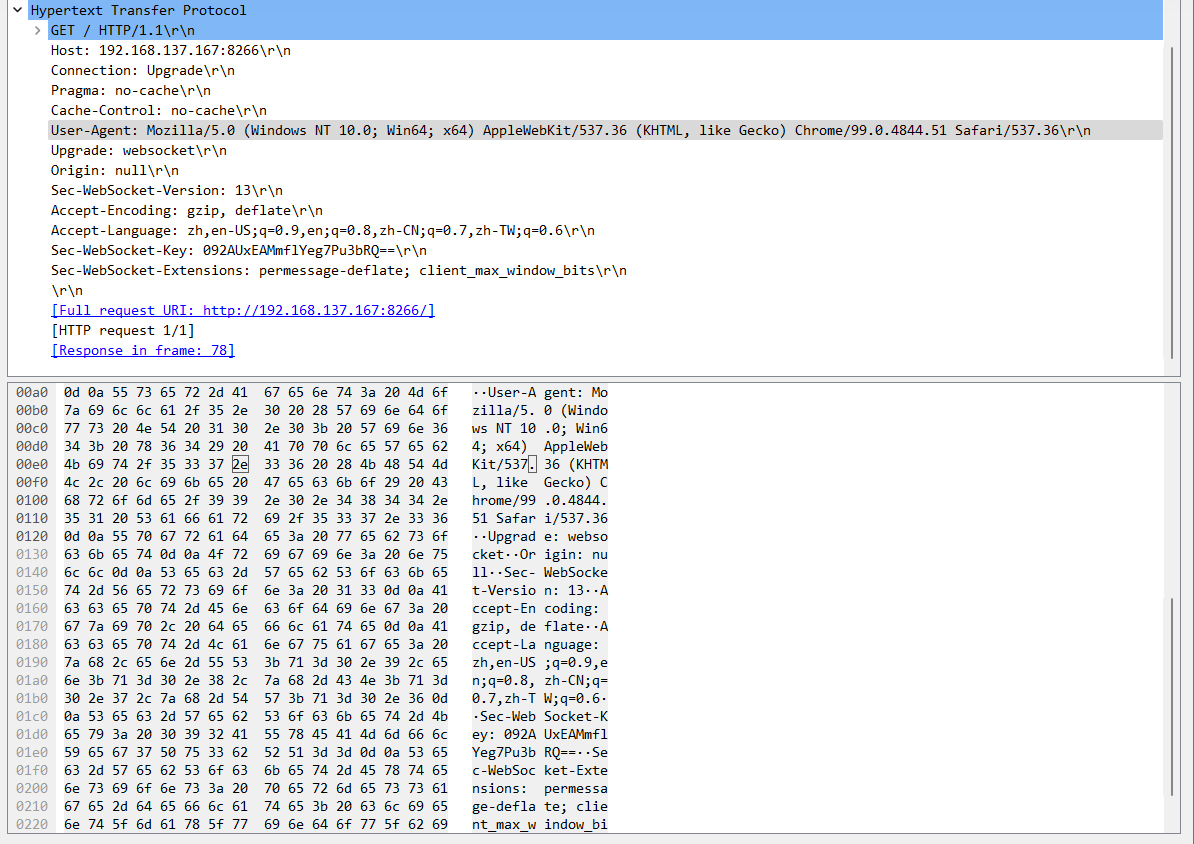 Hypertext Transfer Protocol
GET / HTTP/1.1\r\n
Host: 192.168.137.167:8266\r\n
Connection: Upgrade\r\n
Pragma: no-cache\r\n
Cache-Control: no-cache\r\n
User-Agent: Mozilla/5.0 (Windows NT 10.0; Win64; x64) AppleWebKit/537.36 (KHTML, like Gecko) Chrome/99.0.4844.51 Safari/537.36\r\n
Upgrade: websocket\r\n
Origin: null\r\n
Sec-WebSocket-Version: 13\r\n
Accept-Encoding: gzip, deflate\r\n
Accept-Language: zh,en-US;q=0.9,en;q=0.8,zh-CN;q=0.7,zh-TW;q=0.6\r\n
Sec-WebSocket-Key: 092AUxEAMmflYeg7Pu3bRQ==\r\n
Sec-WebSocket-Extensions: permessage-deflate; client_max_window_bits\r\n
\r\n
[Full request URI: http://192.168.137.167:8266/]
[HTTP request 1/1]
[Response in frame: 78]
00a0 0d 0a 55 73 65 72 2d 41 67 65 6e 74 3a 20 4d 6f ··User-A gent: Mo
00b0 7a 69 6c 6c 61 2f 35 2e 30 20 28 57 69 6e 64 6f zilla/5. 0 (Windo
00c0 77 73 20 4e 54 20 31 30 2e 30 3b 20 57 69 6e 36 ws NT 10 .0; Win6
00d0 34 3b 20 78 36 34 29 20 41 70 70 6c 65 57 65 62 4; x64) AppleWeb
00e0 4b 69 74 2f 35 33 37 2e 33 36 20 28 4b 48 54 4d Kit/537. 36 (KHTM
00f0 4c 2c 20 6c 69 6b 65 20 47 65 63 6b 6f 29 20 43 L, like Gecko) C
0100 68 72 6f 6d 65 2f 39 39 2e 30 2e 34 38 34 34 2e hrome/99 .0.4844.
0110 35 31 20 53 61 66 61 72 69 2f 35 33 37 2e 33 36 51 Safar i/537.36
0120 0d 0a 55 70 67 72 61 64 65 3a 20 77 65 62 73 6f ··Upgrad e: webso
0130 63 6b 65 74 0d 0a 4f 72 69 67 69 6e 3a 20 6e 75 cket··Or igin: nu
0140 6c 6c 0d 0a 53 65 63 2d 57 65 62 53 6f 63 6b 65 ll··Sec- WebSocke
0150 74 2d 56 65 72 73 69 6f 6e 3a 20 31 33 0d 0a 41 t-Versio n: 13··A
0160 63 63 65 70 74 2d 45 6e 63 6f 64 69 6e 67 3a 20 ccept-En coding:
0170 67 7a 69 70 2c 20 64 65 66 6c 61 74 65 0d 0a 41 gzip, de flate··A
0180 63 63 65 70 74 2d 4c 61 6e 67 75 61 67 65 3a 20 ccept-La nguage:
0190 7a 68 2c 65 6e 2d 55 53 3b 71 3d 30 2e 39 2c 65 zh,en-US ;q=0.9,e
01a0 6e 3b 71 3d 30 2e 38 2c 7a 68 2d 43 4e 3b 71 3d n;q=0.8, zh-CN;q=
01b0 30 2e 37 2c 7a 68 2d 54 57 3b 71 3d 30 2e 36 0d 0.7,zh-T W;q=0.6·
01c0 0a 53 65 63 2d 57 65 62 53 6f 63 6b 65 74 2d 4b ·Sec-Web Socket-K
01d0 65 79 3a 20 30 39 32 41 55 78 45 41 4d 6d 66 6c ey: 092A UxEAMmfl
01e0 59 65 67 37 50 75 33 62 52 51 3d 3d 0d 0a 53 65 Yeg7Pu3b RQ==··Se
01f0 63 2d 57 65 62 53 6f 63 6b 65 74 2d 45 78 74 65 c-WebSoc ket-Exte
0200 6e 73 69 6f 6e 73 3a 20 70 65 72 6d 65 73 73 61 nsions: permessa
0210 67 65 2d 64 65 66 6c 61 74 65 3b 20 63 6c 69 65 ge-defla te; clie
0220 6e 74 5f 6d 61 78 5f 77 69 6e 64 6f 77 5f 62 69 nt_max_w indow_bi